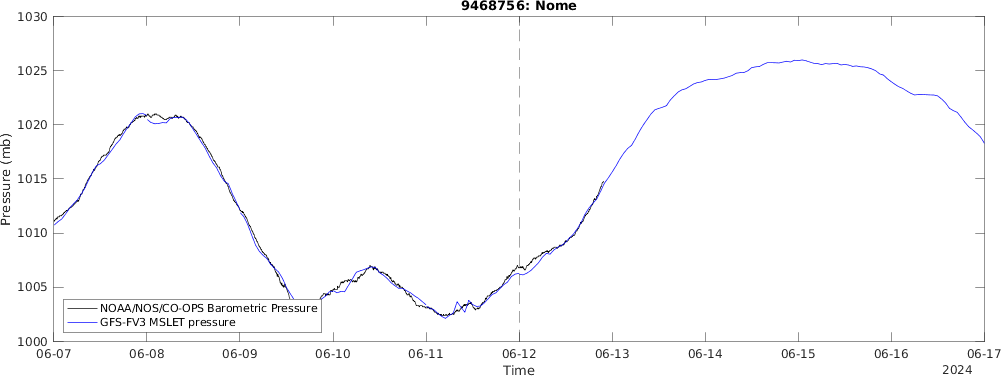 9468756: Nome
1030
1025
1020
1015
1010
1005
1000
Pressure (mb)
NOAA/NOS/CO-OPS Barometric Pressure
GFS-FV3 MSLET pressure
06-07 06-08 06-09 06-10 06-11 06-12 06-13 06-14 06-15 06-16 06-17
Time
2024